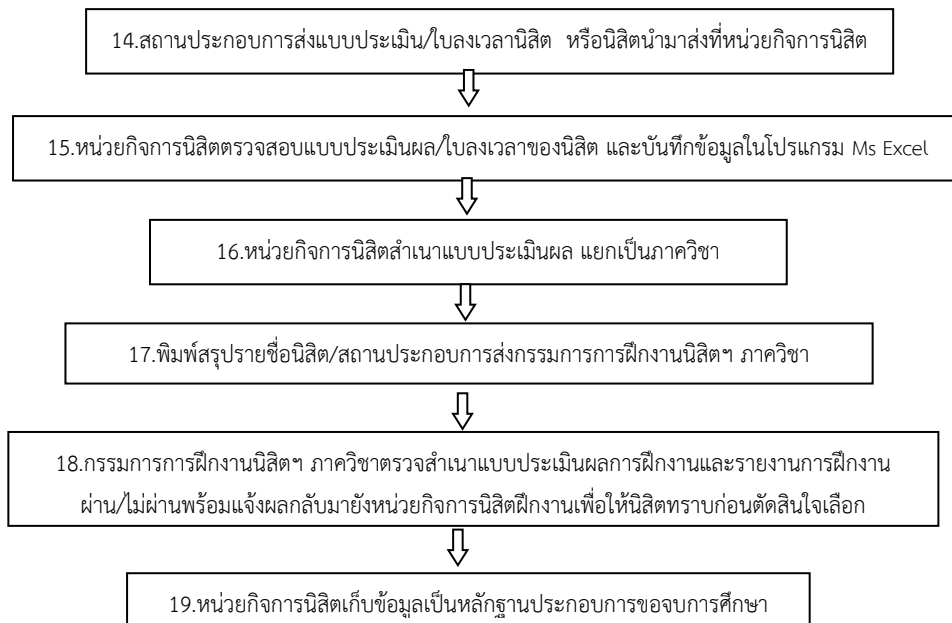 14.สถานประกอบการส่งแบบประเมิน/ใบลงเวลานิสิต หรือนิสิตนำมาส่งที่หน่วยกิจการนิสิต
15.หน่วยกิจการนิสิตตรวจสอบแบบประเมินผล/ใบลงเวลาของนิสิต และบันทึกข้อมูลในโปรแกรม Ms Excel
16.หน่วยกิจการนิสิตสำเนาแบบประเมินผล แยกเป็นภาควิชา
17.พิมพ์สรุปรายชื่อนิสิต/สถานประกอบการส่งกรรมการการฝึกงานนิสิตฯ ภาควิชา
18.กรรมการการฝึกงานนิสิตฯ ภาควิชาตรวจสำเนาแบบประเมินผลการฝึกงานและรายงานการฝึกงาน
ผ่าน/ไม่ผ่านพร้อมแจ้งผลกลับมายังหน่วยกิจการนิสิตฝึกงานเพื่อให้นิสิตทราบก่อนตัดสินใจเลือก
19.หน่วยกิจการนิสิตเก็บข้อมูลเป็นหลักฐานประกอบการขอจบการศึกษา